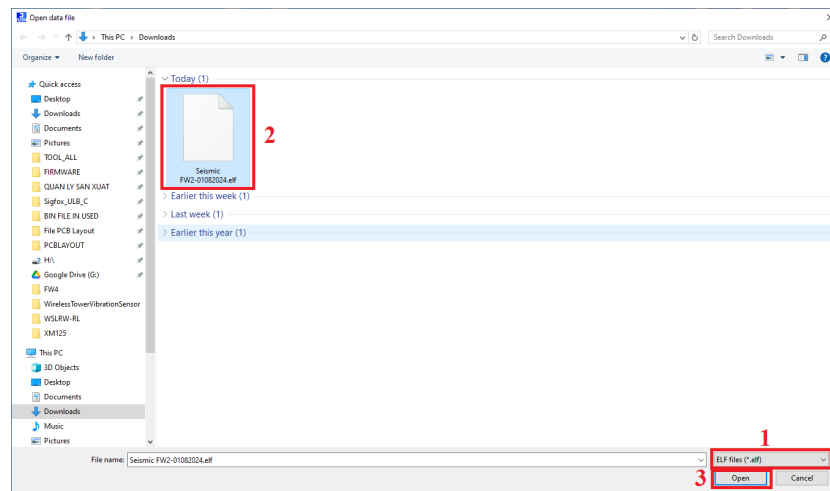 Open data file
This PC › Downloads
Search Downloads
Organize
New folder
Quick access
Desktop
Downloads
Documents
Pictures
TOOL_ALL
FIRMWARE
QUAN LY SAN XUAT
Sigfox_ULB_C
BIN FILE IN USED
File PCB Layout
PCBLAYOUT
H:\
Google Drive (G:)
FW4
WirelessTowerVibrationSensor
WSLRW-RL
XM125
This PC
3D Objects
Desktop
Documents
Downloads
Music
Pictures
Today (1)
Seismic
FW2-01082024.elf
2
Earlier this week (1)
Last week (1)
Earlier this year (1)
1
File name: Seismic FW2-01082024.elf
ELF files (*.elf)
3
Open
Cancel